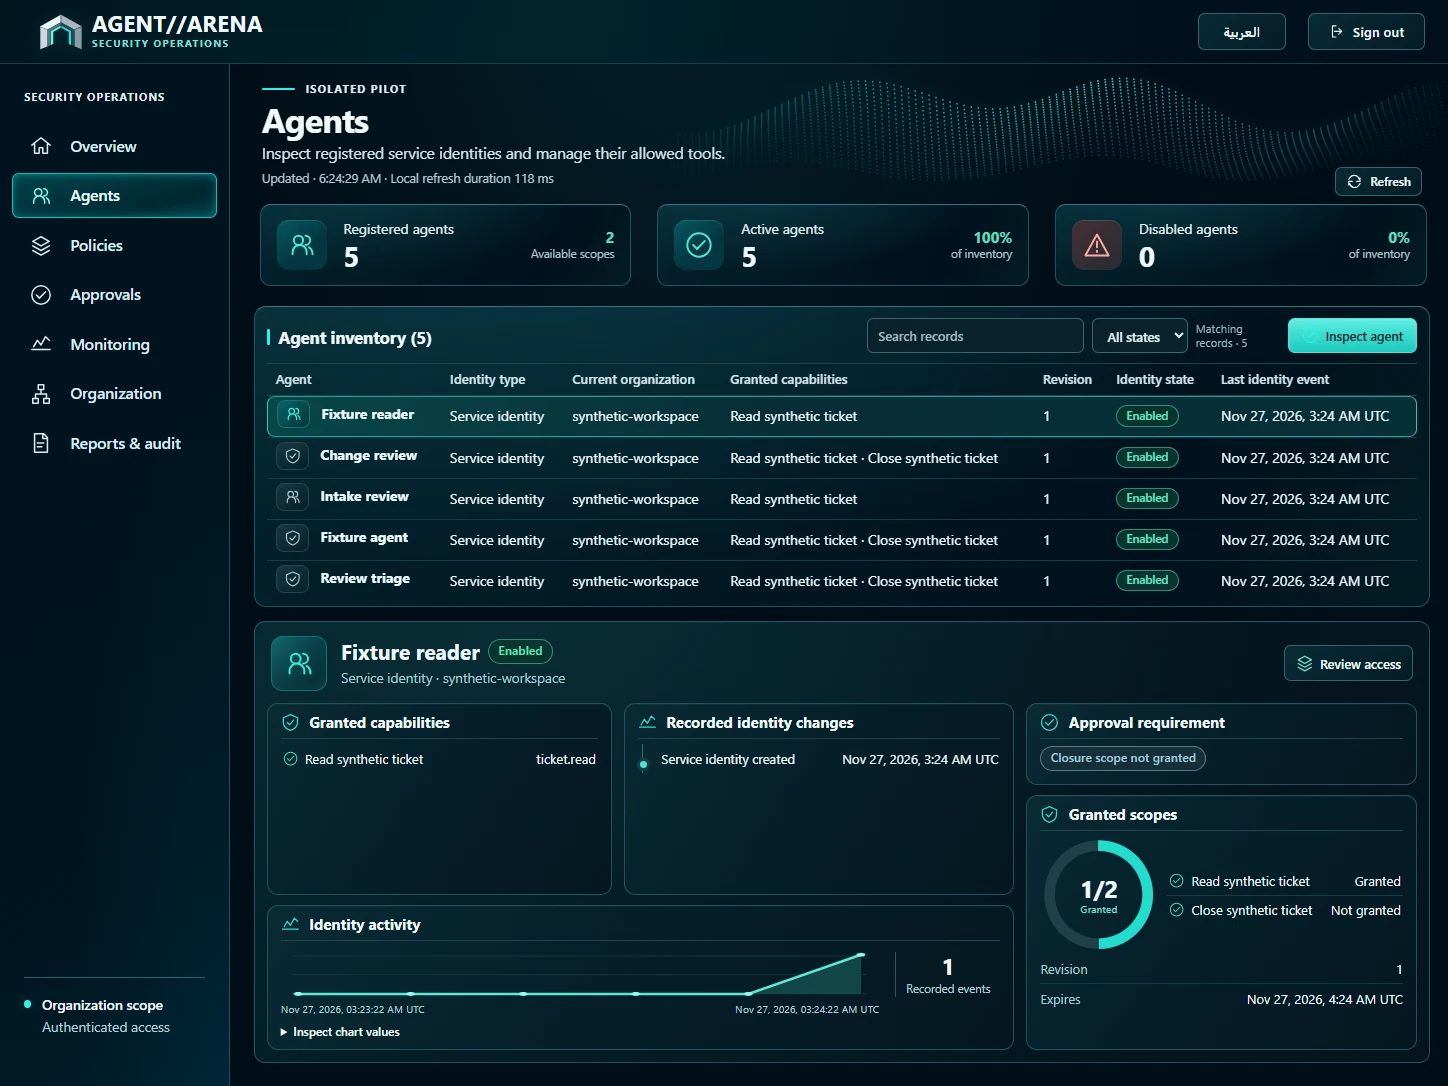 AGENT//ARENA
SECURITY OPERATIONS
العربية
Sign out
SECURITY OPERATIONS
Overview
Agents
Policies
Approvals
Monitoring
Organization
Reports & audit
Organization scope
Authenticated access
ISOLATED PILOT
Agents
Inspect registered service identities and manage their allowed tools.
Updated · 6:24:29 AM · Local refresh duration 118 ms
Refresh
Registered agents
5
2
Available scopes
Active agents
5
100%
of inventory
Disabled agents
0
0%
of inventory
Agent inventory (5)
Search records
All states
Matching
records · 5
Inspect agent
Agent Identity type Current organization Granted capabilities Revision Identity state Last identity event
Fixture reader Service identity synthetic-workspace Read synthetic ticket 1 Enabled Nov 27, 2026, 3:24 AM UTC
Change review Service identity synthetic-workspace Read synthetic ticket · Close synthetic ticket 1 Enabled Nov 27, 2026, 3:24 AM UTC
Intake review Service identity synthetic-workspace Read synthetic ticket 1 Enabled Nov 27, 2026, 3:24 AM UTC
Fixture agent Service identity synthetic-workspace Read synthetic ticket · Close synthetic ticket 1 Enabled Nov 27, 2026, 3:24 AM UTC
Review triage Service identity synthetic-workspace Read synthetic ticket · Close synthetic ticket 1 Enabled Nov 27, 2026, 3:24 AM UTC
Fixture reader Enabled
Service identity · synthetic-workspace
Review access
Granted capabilities
Read synthetic ticket ticket.read
Recorded identity changes
Service identity created Nov 27, 2026, 3:24 AM UTC
Approval requirement
Closure scope not granted
Granted scopes
1/2
Granted
Read synthetic ticket Granted
Close synthetic ticket Not granted
Revision 1
Expires Nov 27, 2026, 4:24 AM UTC
Identity activity
1
Recorded events
Nov 27, 2026, 03:23:22 AM UTC Nov 27, 2026, 03:24:22 AM UTC
Inspect chart values